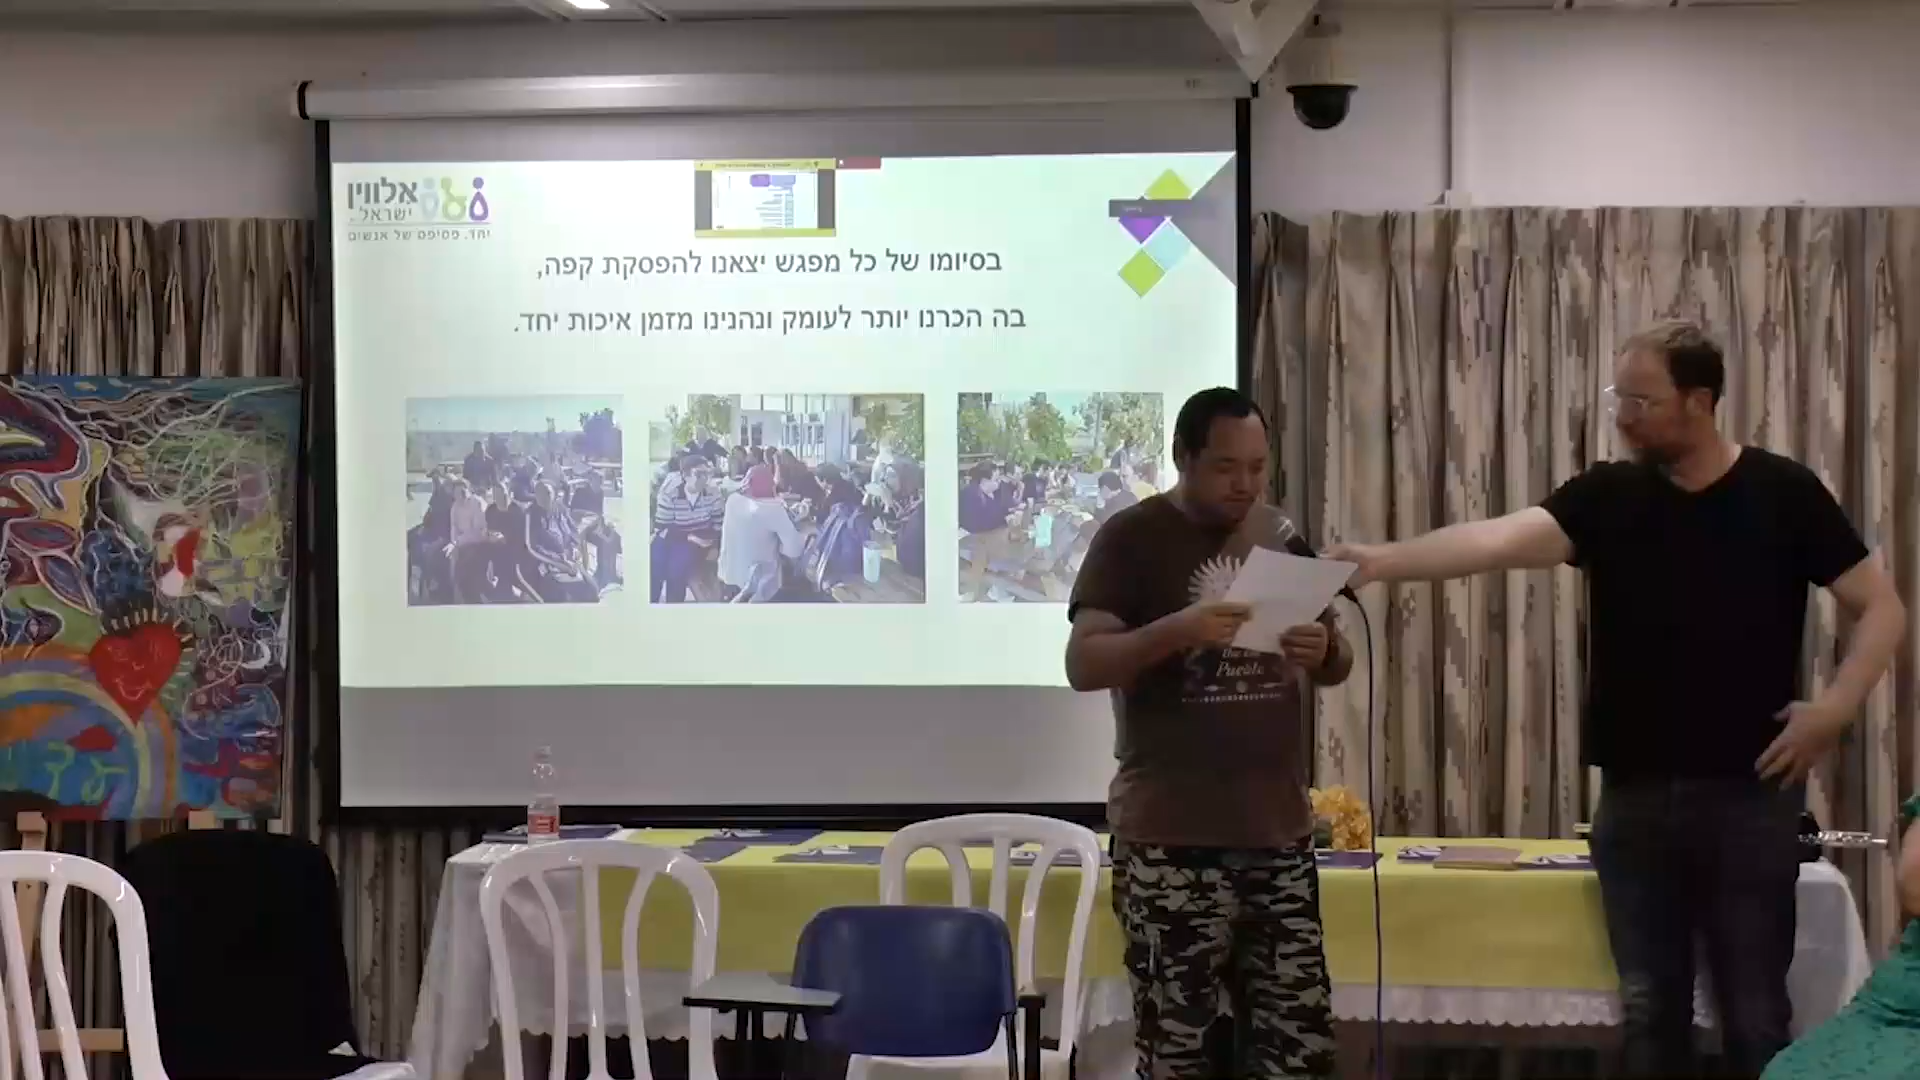 אלווין
ישראל
יחד. פסיפס של אנשים
בסיומו של כל מפגש יצאנו להפסקת קפה,
בה הכרנו יותר לעומק ונהנינו מזמן איכות יחד.
Pueblo